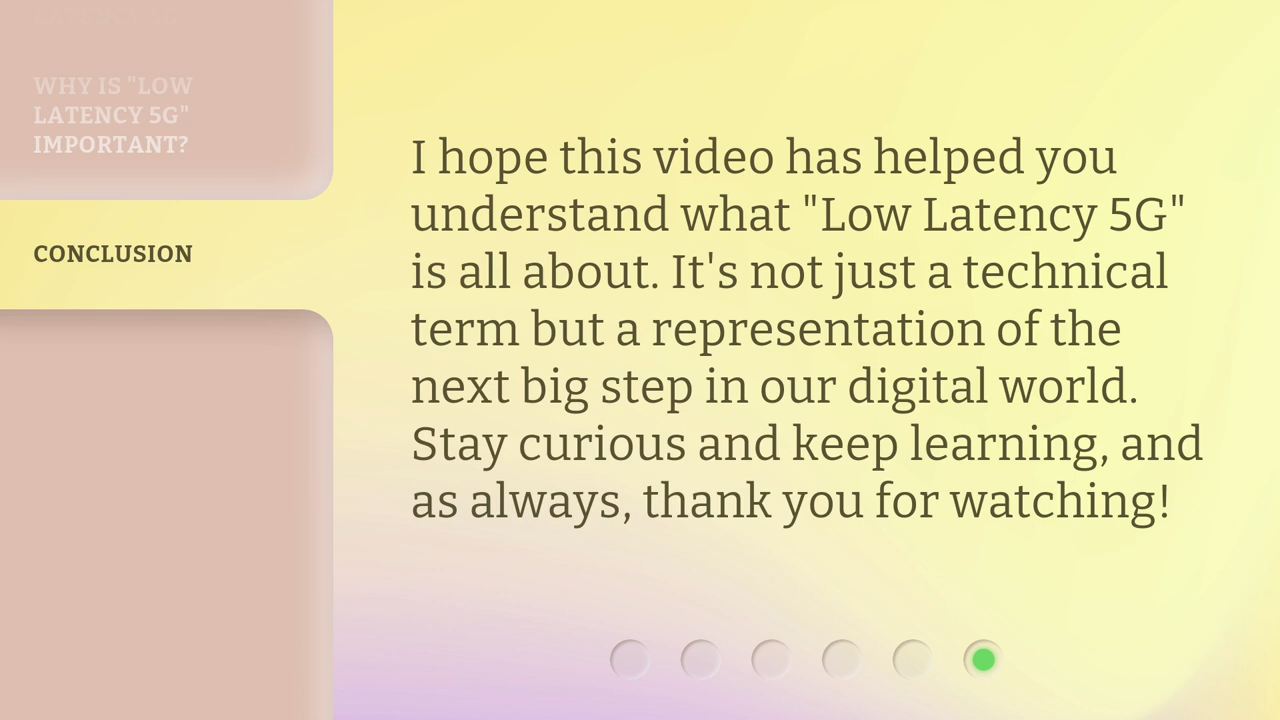 WHY IS "LOW
LATENCY 5G"
IMPORTANT?
CONCLUSION
I hope this video has helped you
understand what "Low Latency 5G"
is all about. It's not just a technical
term but a representation of the
next big step in our digital world.
Stay curious and keep learning, and
as always, thank you for watching!